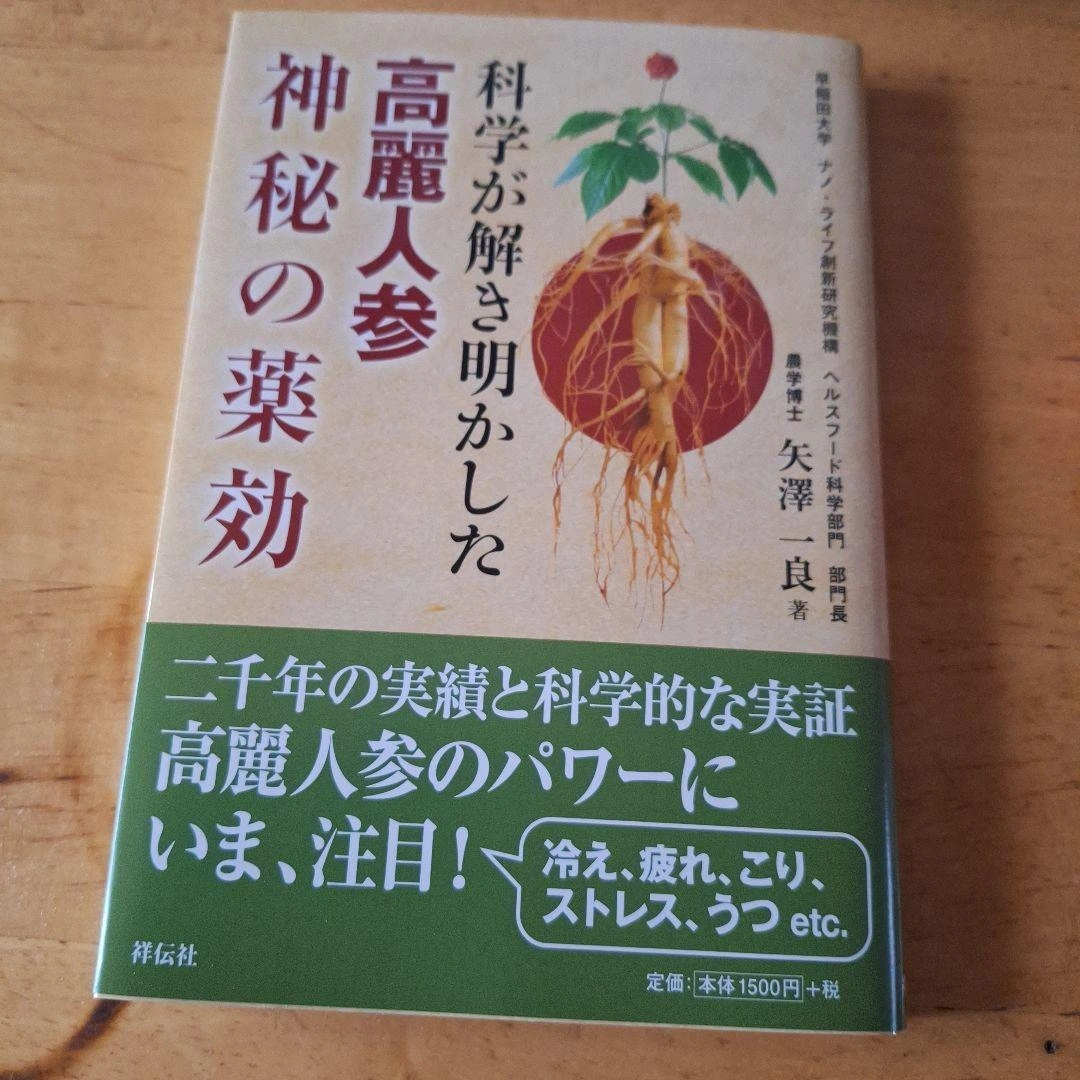 早稲田大学 ナノ・ライフ創新研究機構 ヘルスフード科学部門 部門長
農学博士 矢澤一良 著
科学が解き明かした
高麗人参
神秘の薬効
二千年の実績と科学的な実証
高麗人参のパワーに
いま、注目!
冷え、疲れ、こり、
ストレス、うつ etc.
祥伝社
定価:本体1500円+税